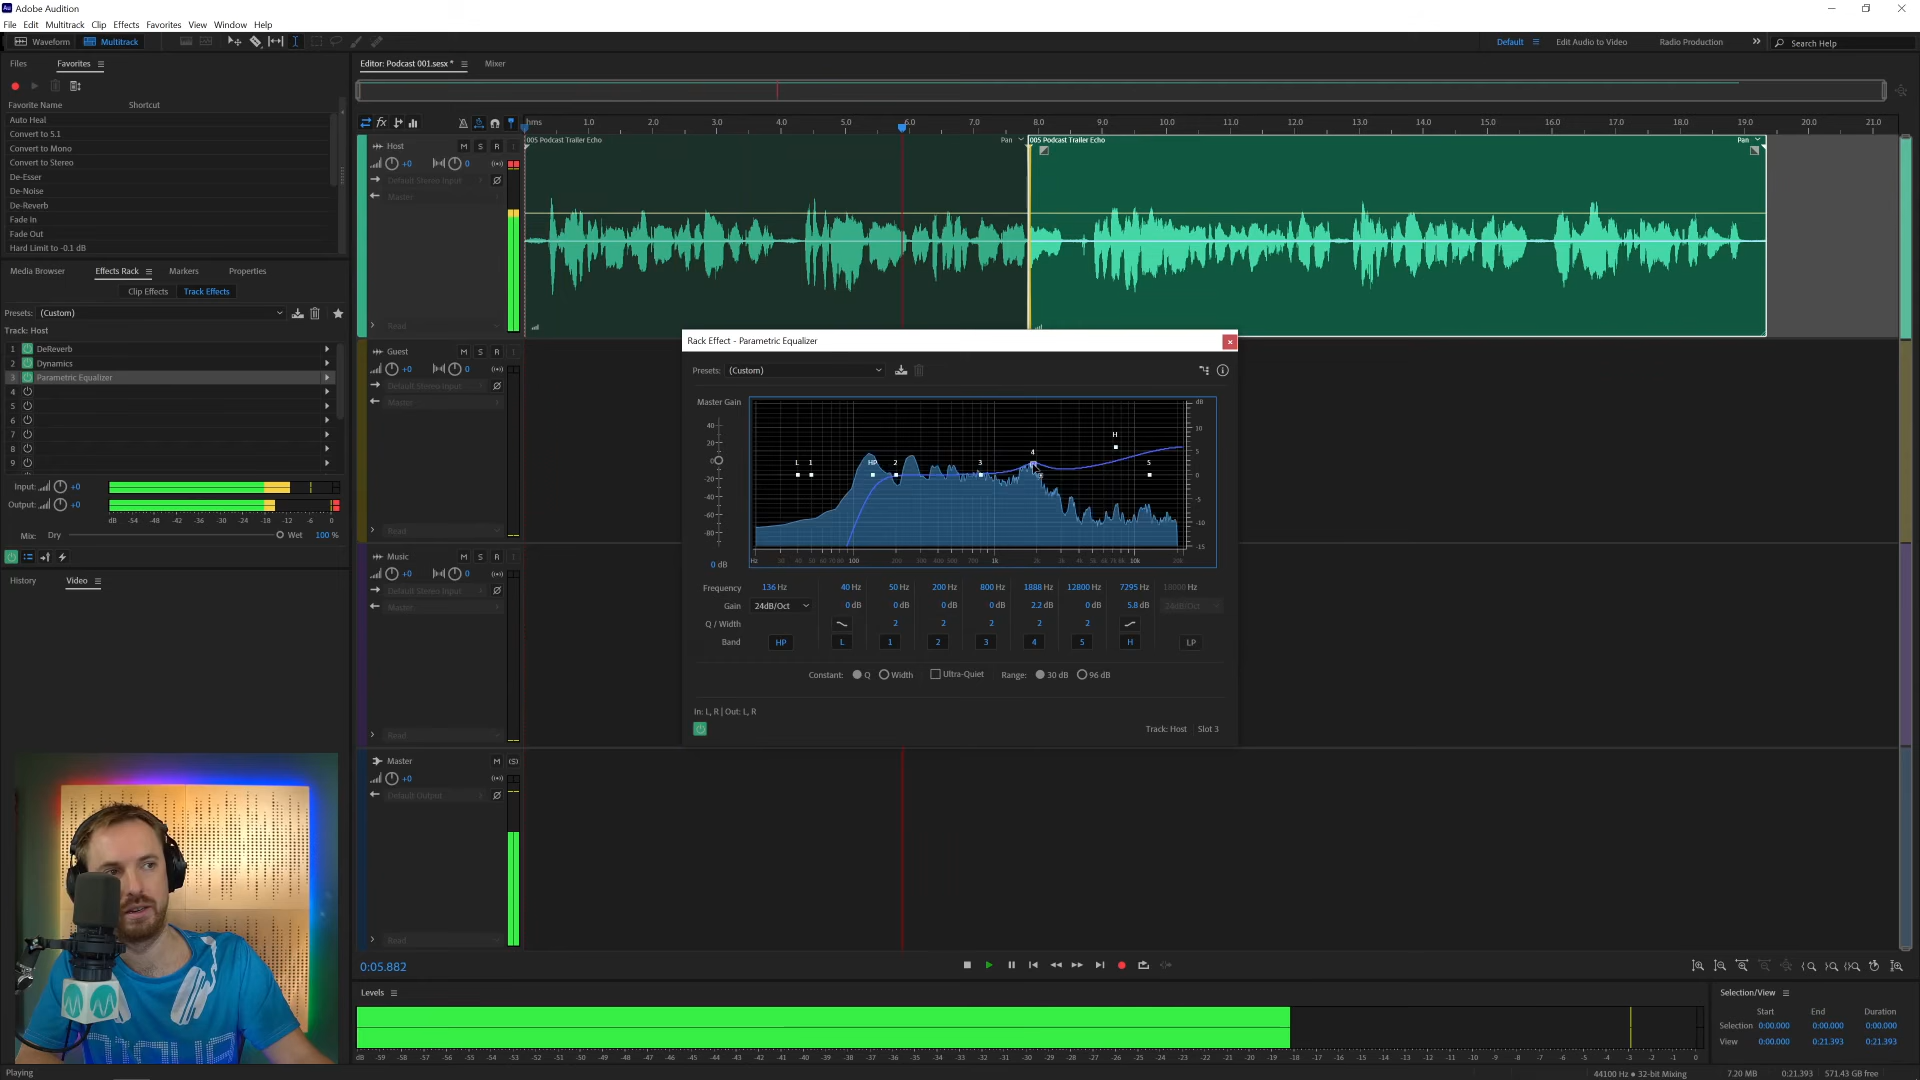 Au Adobe Audition
File Edit Multitrack Clip Effects Favorites View Window Help
Waveform Multitrack Default Edit Audio to Video Radio Production Search Help
Files Favorites
Favorite Name Shortcut
Auto Heal
Convert to 5.1
Convert to Mono
Convert to Stereo
De-Esser
De-Noise
De-Reverb
Fade In
Fade Out
Hard Limit to -0.1 dB
Media Browser Effects Rack Markers Properties
Clip Effects Track Effects
Presets: (Custom)
Track: Host
1 DeReverb
2 Dynamics
3 Parametric Equalizer
4
5
6
7
8
9
Input: +0
Output: +0
dB -54 -48 -42 -36 -30 -24 -18 -12 -6 0
Mix: Dry Wet 100 %
History Video
Editor: Podcast 001.sesx * Mixer
fx hms 1.0 2.0 3.0 4.0 5.0 6.0 7.0 8.0 9.0 10.0 11.0 12.0 13.0 14.0 15.0 16.0 17.0 18.0 19.0 20.0 21.0
Host M S R
+0 0
Default Stereo Input
Master
Read
005 Podcast Trailer Echo Pan 005 Podcast Trailer Echo Pan
Guest M S R
+0 0
Default Stereo Input
Master
Read
Music M S R
+0 0
Default Stereo Input
Master
Read
Master M (S)
+0
Default Output
Read
Rack Effect - Parametric Equalizer
Presets: (Custom)
Master Gain
40
20
0
-20
-40
-60
-80
0 dB
L 1 HP 2 3 4 H 5
dB
10
5
0
-5
-10
-15
Hz 100 1k 10k
Frequency 136 Hz 40 Hz 50 Hz 200 Hz 800 Hz 1888 Hz 12800 Hz 7295 Hz 18000 Hz
Gain 24dB/Oct 0 dB 0 dB 0 dB 0 dB 2.2 dB 0 dB 5.8 dB 24dB/Oct
Q / Width 2 2 2 2 2
Band HP L 1 2 3 4 5 H LP
Constant: Q Width Ultra-Quiet Range: 30 dB 96 dB
In: L, R | Out: L, R
Track: Host Slot 3
0:05.882
Levels
dB -59 -58 -57 -56 -55 -54 -53 -52 -51 -50 -49 -48 -47 -46 -45 -44 -43 -42 -41 -40 -39 -38 -37 -36 -35 -34 -33 -32 -31 -30 -29 -28 -27 -26 -25 -24 -23 -22 -21 -20 -19 -18 -17 -16 -15 -14 -13 -12 -11 -10 -9 -8 -7 -6 -5 -4 -3 -2 -1 0
Selection/View
Start End Duration
Selection 0:00.000 0:00.000 0:00.000
View 0:00.000 0:21.393 0:21.393
Playing
44100 Hz ● 32-bit Mixing 7.20 MB 0:21.393 571.43 GB free